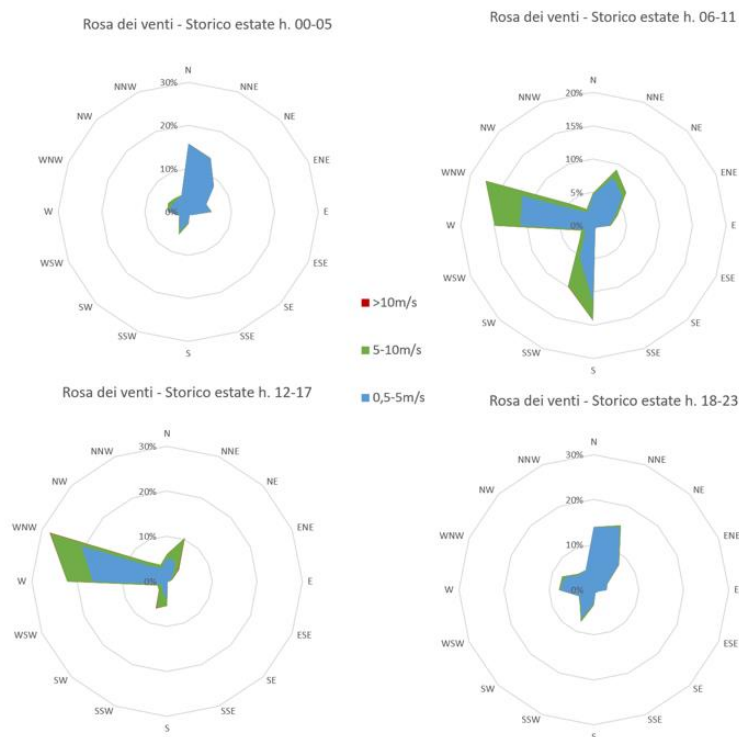 Rosa dei venti - Storico estate h. 00-05
N
NNE
NE
ENE
E
ESE
SE
SSE
S
SSW
SW
WSW
W
WNW
NW
NNW
30%
20%
10%
0%
Rosa dei venti - Storico estate h. 06-11
N
NNE
NE
ENE
E
ESE
SE
SSE
S
SSW
SW
WSW
W
WNW
NW
NNW
20%
15%
10%
5%
0%
>10m/s
5-10m/s
0,5-5m/s
Rosa dei venti - Storico estate h. 12-17
N
NNE
NE
ENE
E
ESE
SE
SSE
S
SSW
SW
WSW
W
WNW
NW
NNW
30%
20%
10%
0%
Rosa dei venti - Storico estate h. 18-23
N
NNE
NE
ENE
E
ESE
SE
SSE
S
SSW
SW
WSW
W
WNW
NW
NNW
30%
20%
10%
0%